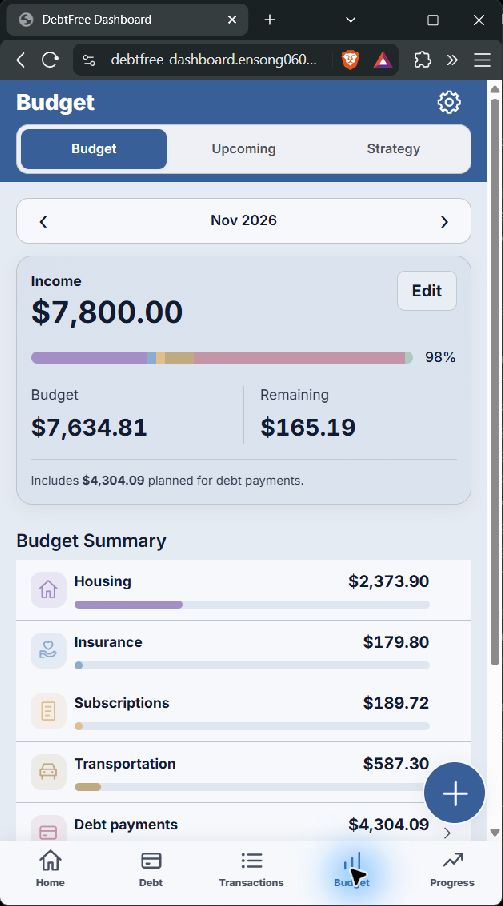 DebtFree Dashboard
debtfree-dashboard.ensong060...
Budget
Budget Upcoming Strategy
Nov 2026
Income
$7,800.00
Edit
98%
Budget Remaining
$7,634.81 $165.19
Includes $4,304.09 planned for debt payments.
Budget Summary
Housing $2,373.90
Insurance $179.80
Subscriptions $189.72
Transportation $587.30
Debt payments $4,304.09
Home Debt Transactions Budget Progress